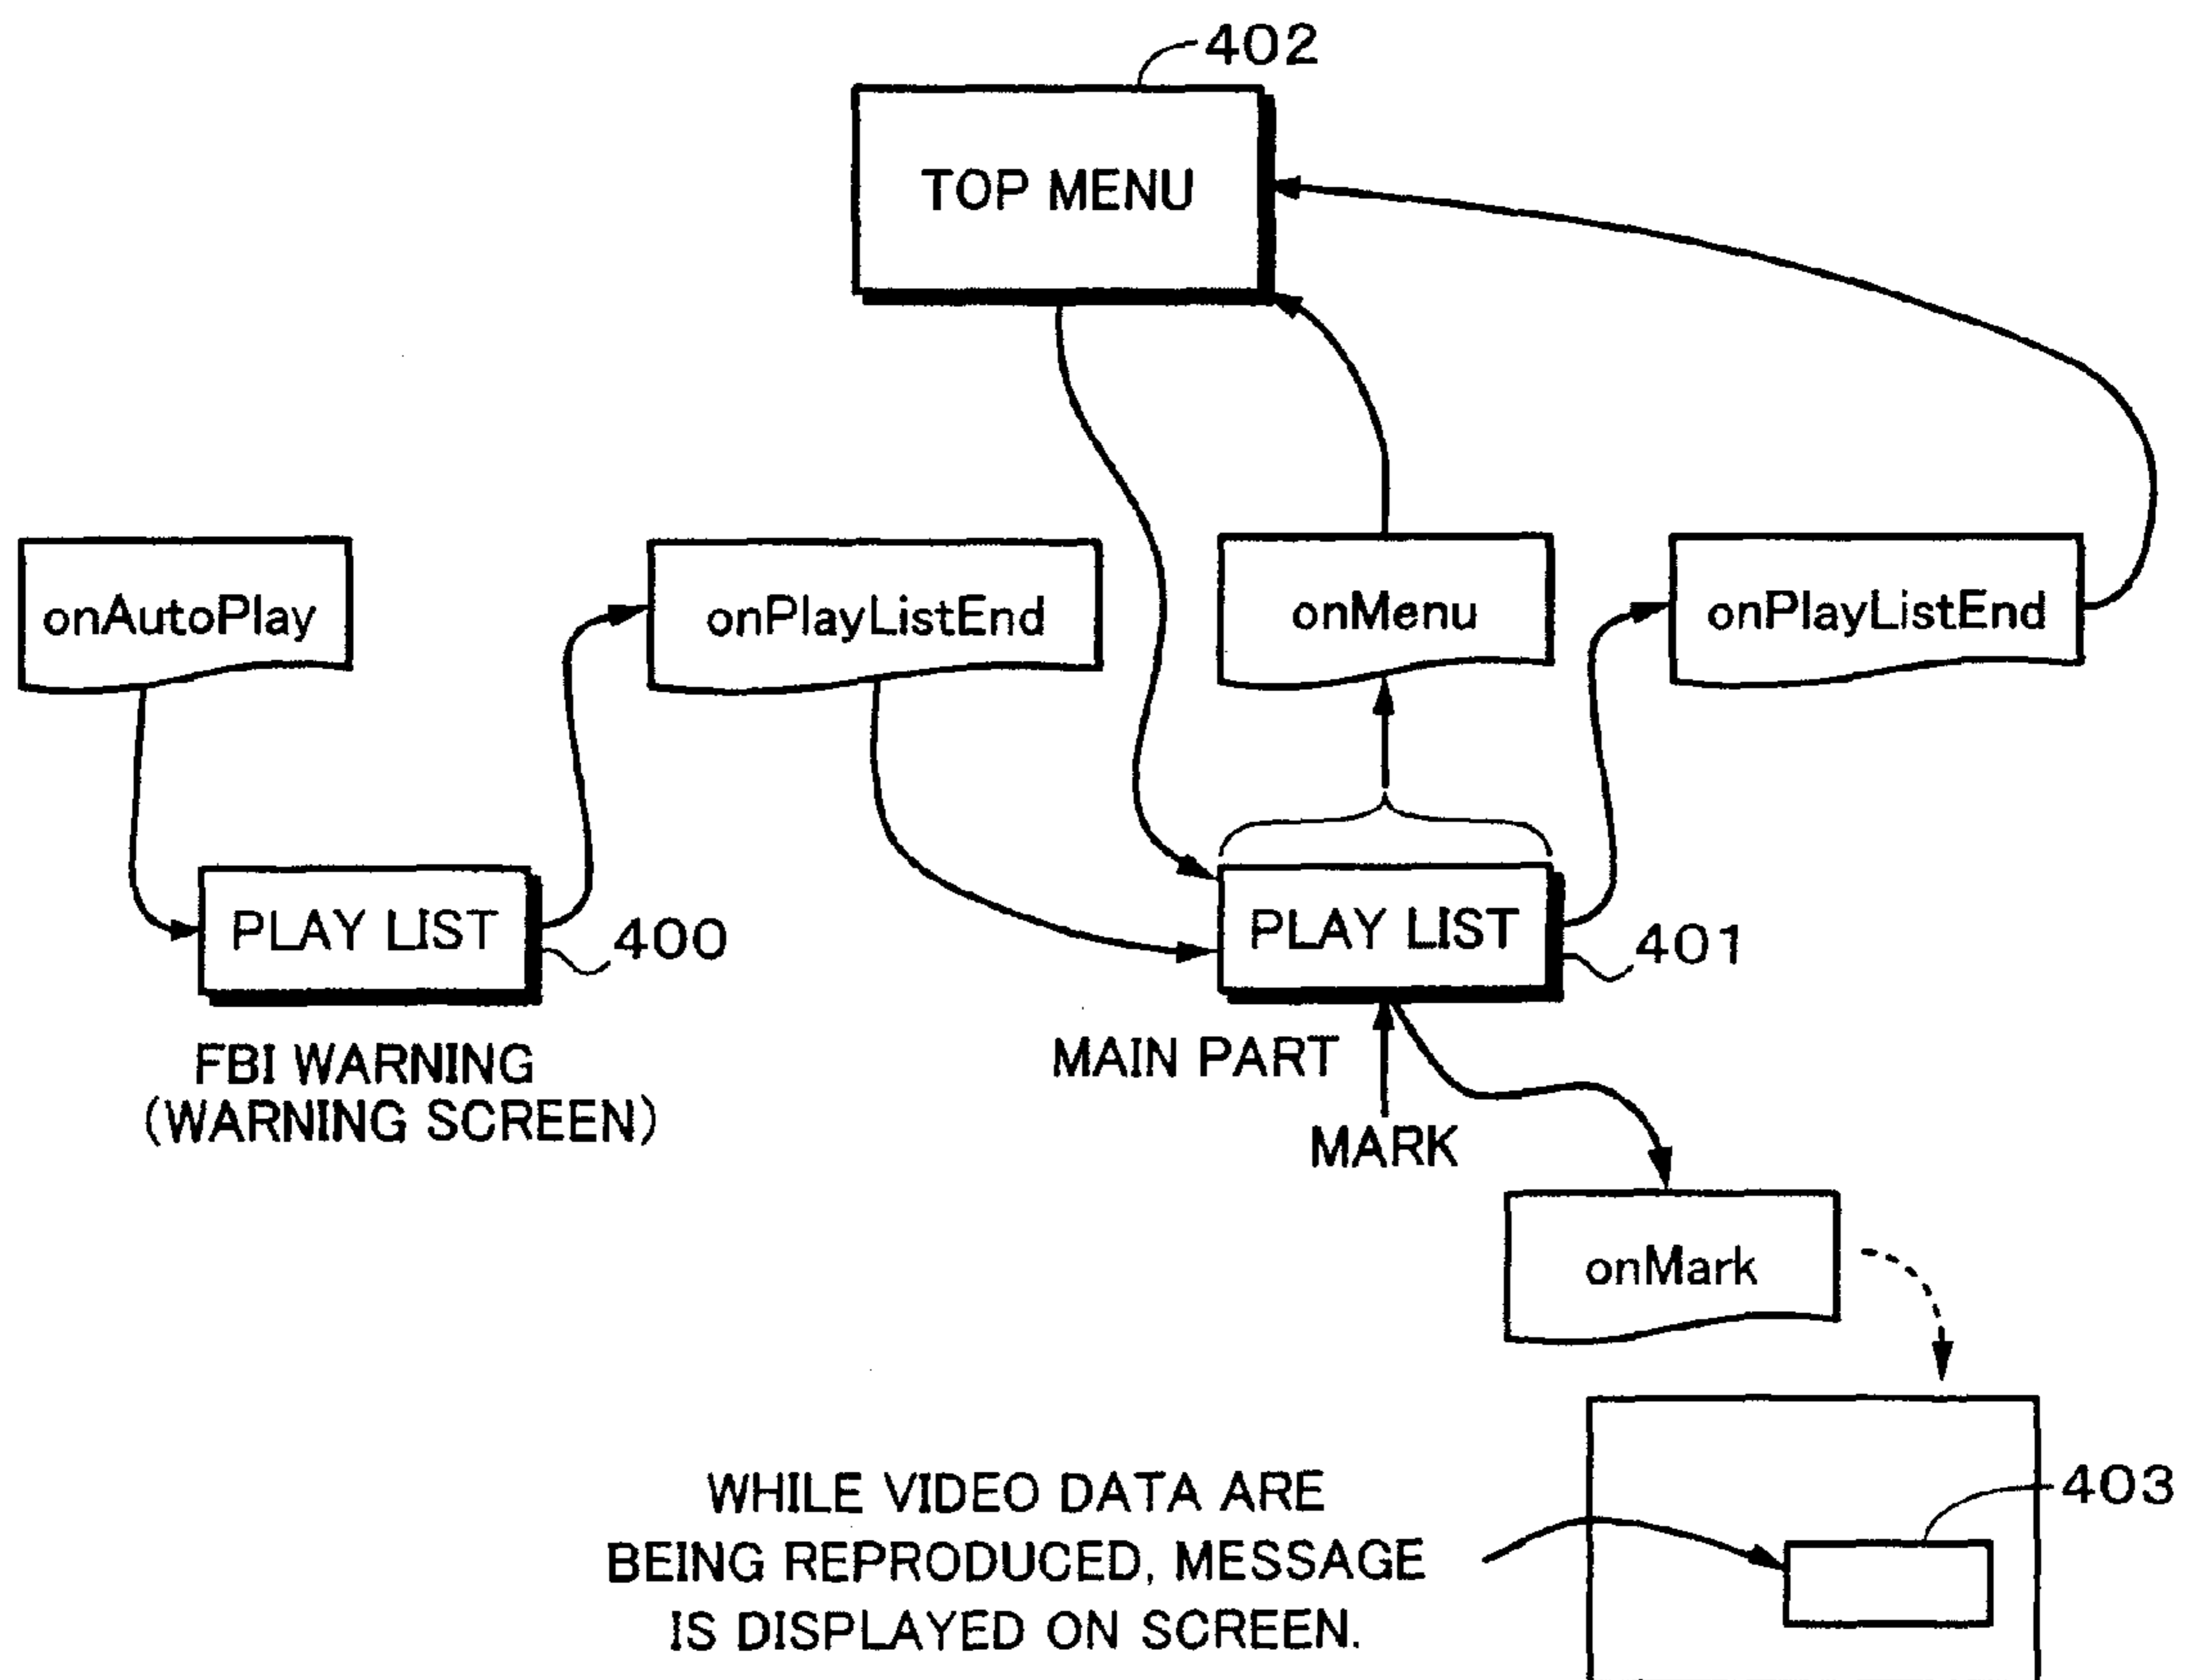 402
TOP MENU
onAutoPlay
onPlayListEnd
onMenu
onPlayListEnd
PLAY LIST
400
PLAY LIST
401
FBI WARNING
(WARNING SCREEN)
MAIN PART
MARK
onMark
403
WHILE VIDEO DATA ARE
BEING REPRODUCED, MESSAGE
IS DISPLAYED ON SCREEN.